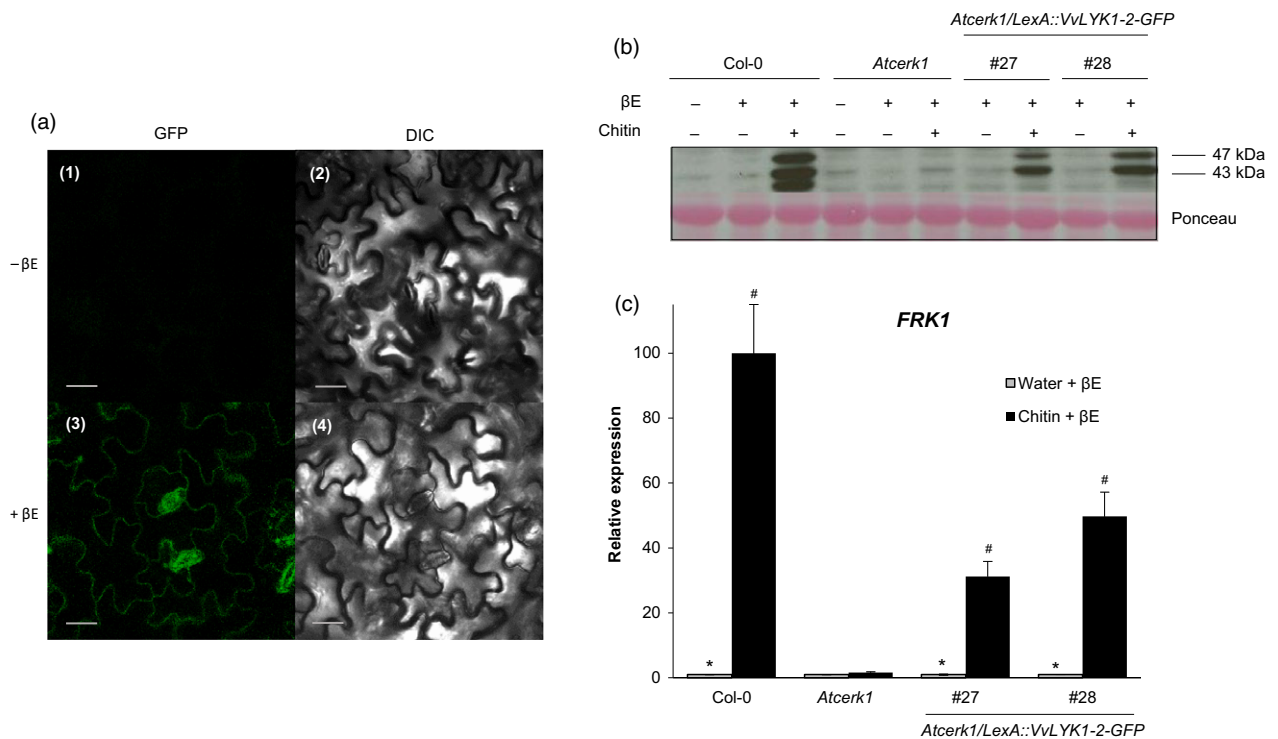 (a)
GFP DIC
(1) (2)
– βE
(3) (4)
+ βE
(b)
Atcerk1/LexA::VvLYK1-2-GFP
Col-0 Atcerk1 #27 #28
βE – + + – + + + + + +
Chitin – – + – – + – + – +
47 kDa
43 kDa
Ponceau
(c)
FRK1
Water + βE
Chitin + βE
Relative expression
100
80
60
40
20
0
# # #
* * *
Col-0 Atcerk1 #27 #28
Atcerk1/LexA::VvLYK1-2-GFP